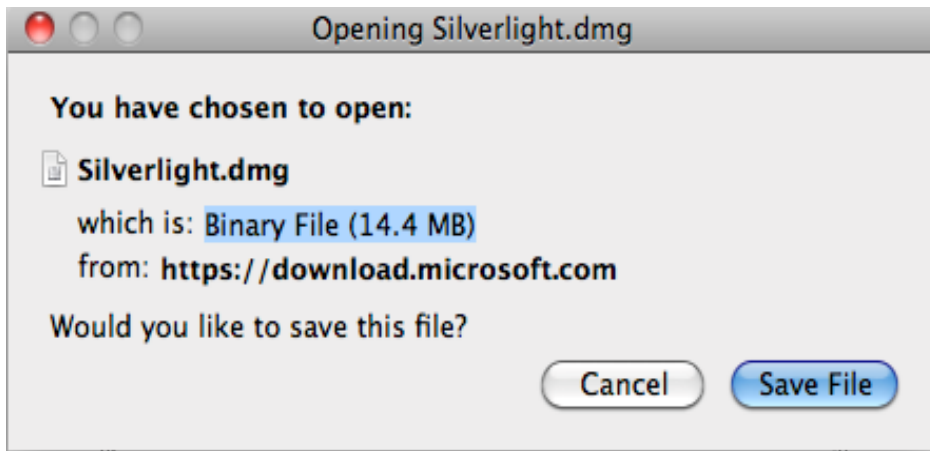 Opening Silverlight.dmg
You have chosen to open:
Silverlight.dmg
which is: Binary File (14.4 MB)
from: https://download.microsoft.com
Would you like to save this file?
Cancel Save File